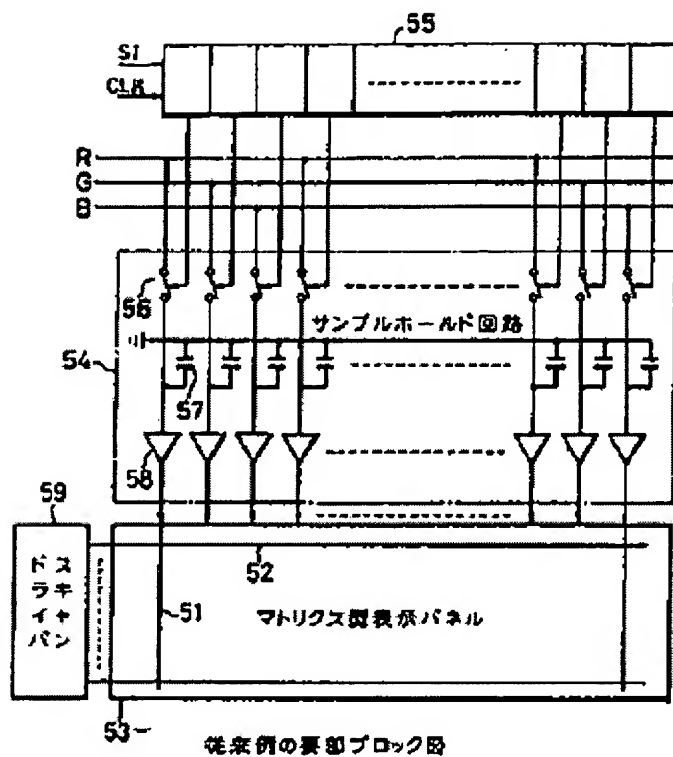 55
SI
CLK
R
G
B
56
サンプルホールド回路
54
57
58
59
スキャン
ドライバ
52
51
マトリクス型表示パネル
53
従来例の要部ブロック図